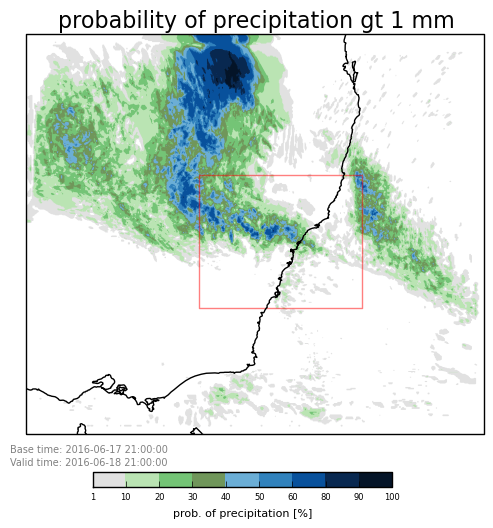 probability of precipitation gt 1 mm
Base time: 2016-06-17 21:00:00
Valid time: 2016-06-18 21:00:00
1 10 20 30 40 50 60 70 80 90 100
prob. of precipitation [%]